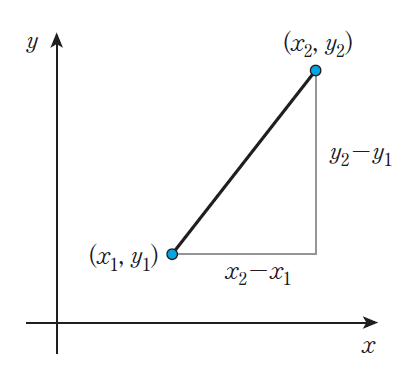 y
(x₂, y₂)
y₂−y₁
(x₁, y₁)
x₂−x₁
x